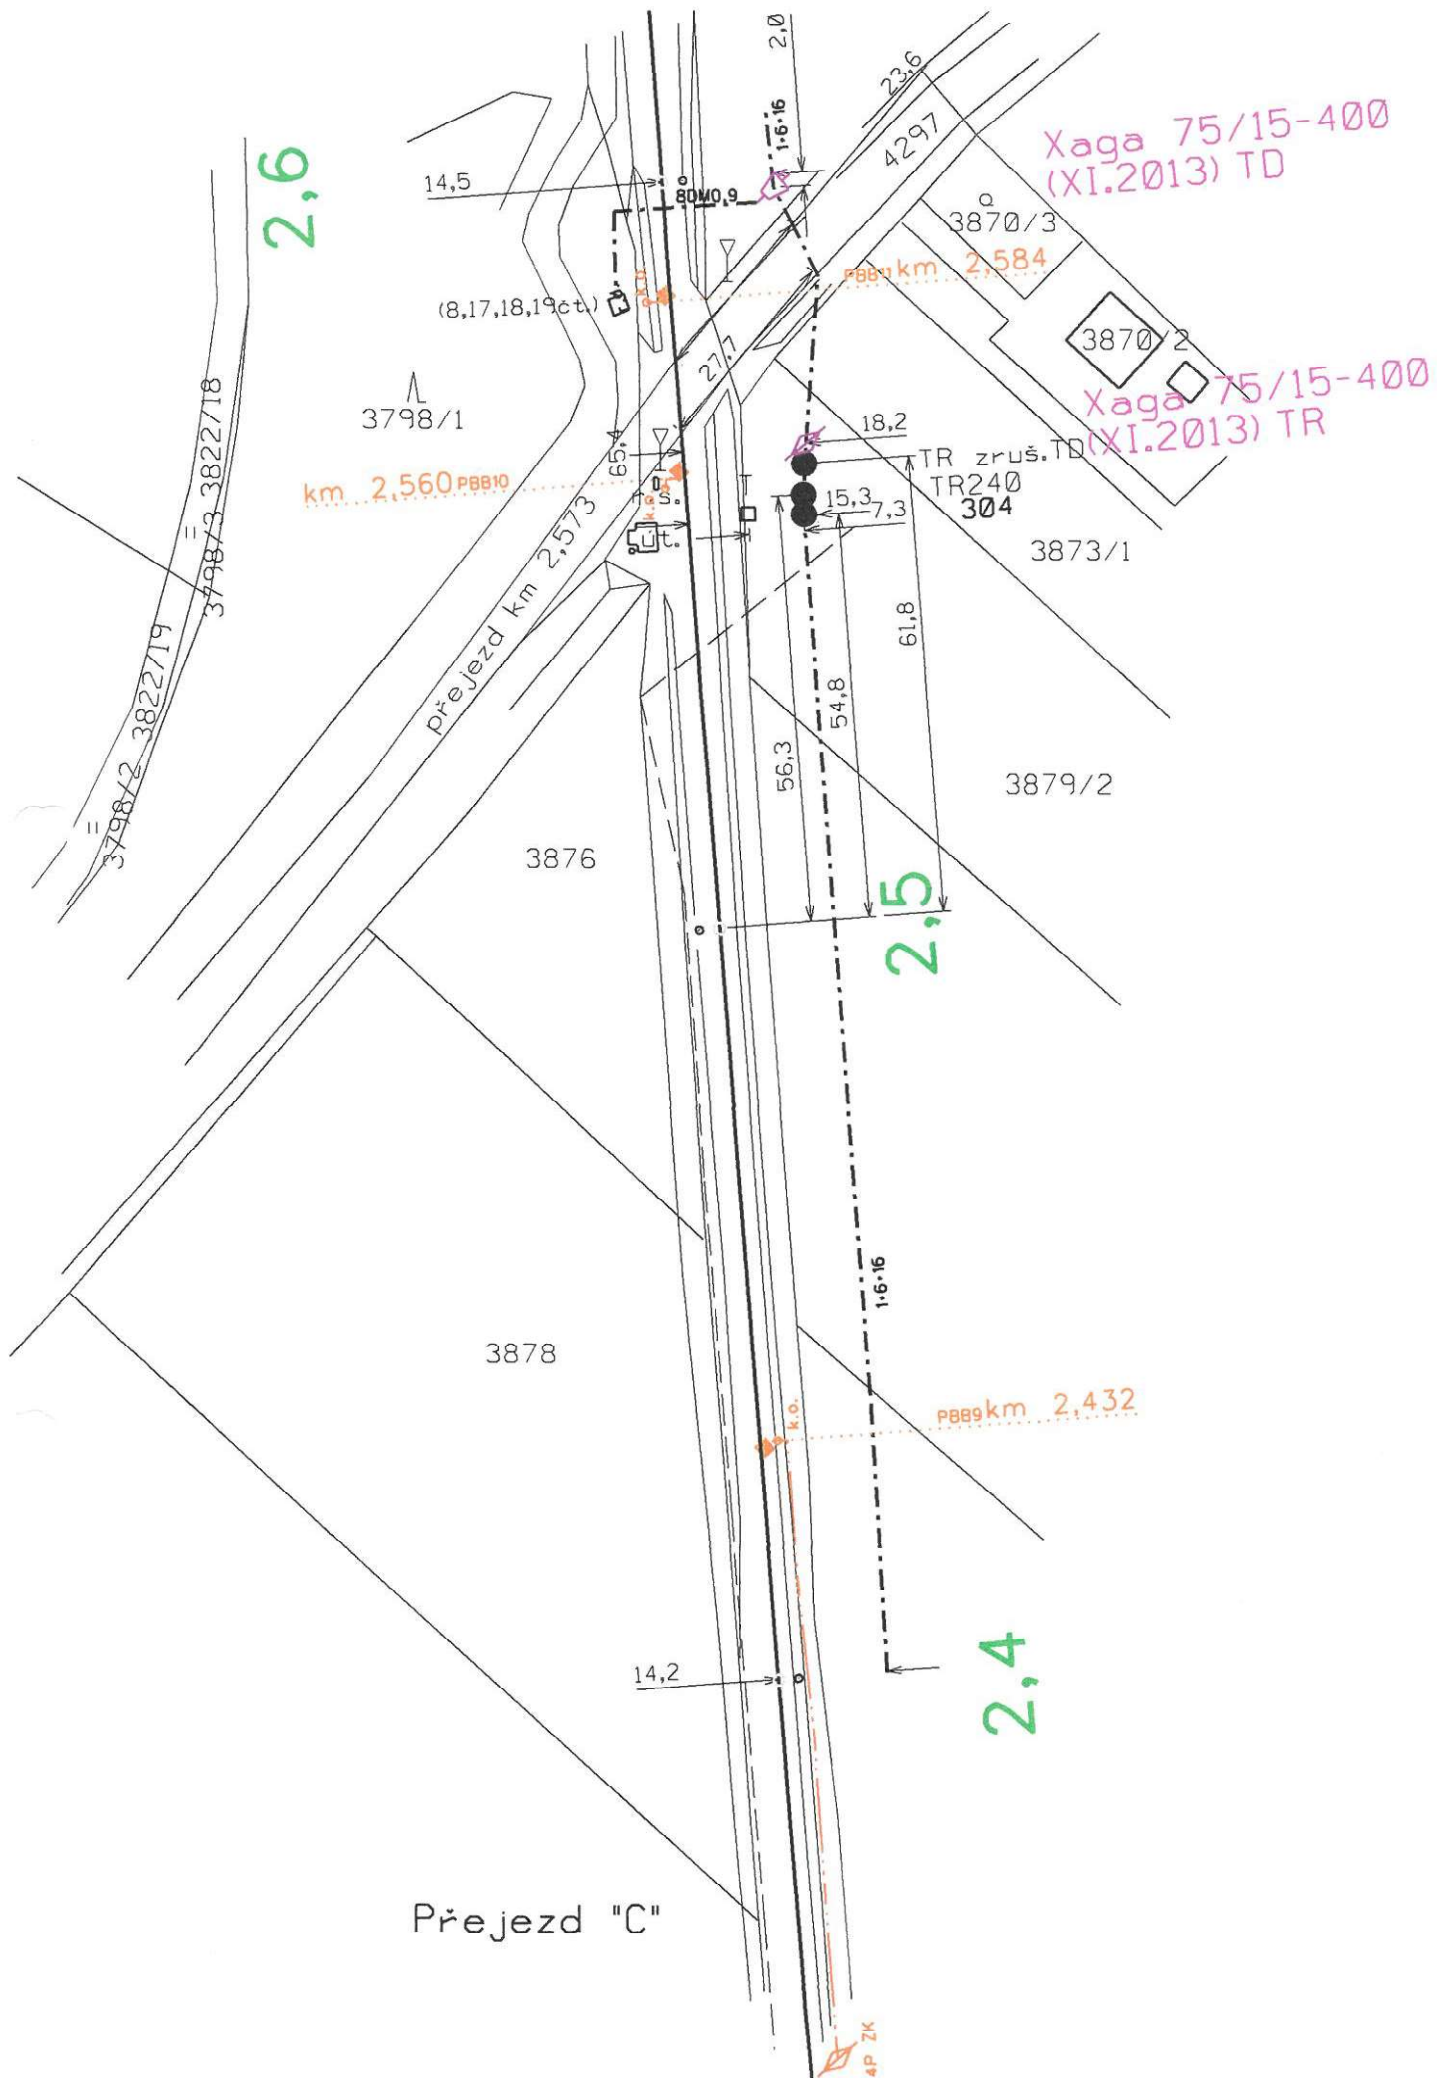 2,0
23,6
1·6·16
4297
Xaga 75/15-400
(XI.2013) TD
2,6
14,5
8DM0,9
3870/3
PBB11 km 2,584
k.o.
(8,17,18,19čt.)
3870/2
27,7
3798/1
3798/3 3822/18
Xaga 75/15-400
(XI.2013) TR
65,4
18,2
TR zruš.TD
TR240
304
km 2,560 PBB10
k.o.
15,3
7,3
přejezd km 2,573
3873/1
61,8
54,8
56,3
3798/2 3822/19
3879/2
3876
2,5
1·6·16
3878
k.o.
PBB9 km 2,432
2,4
14,2
Přejezd "C"
4P ZK